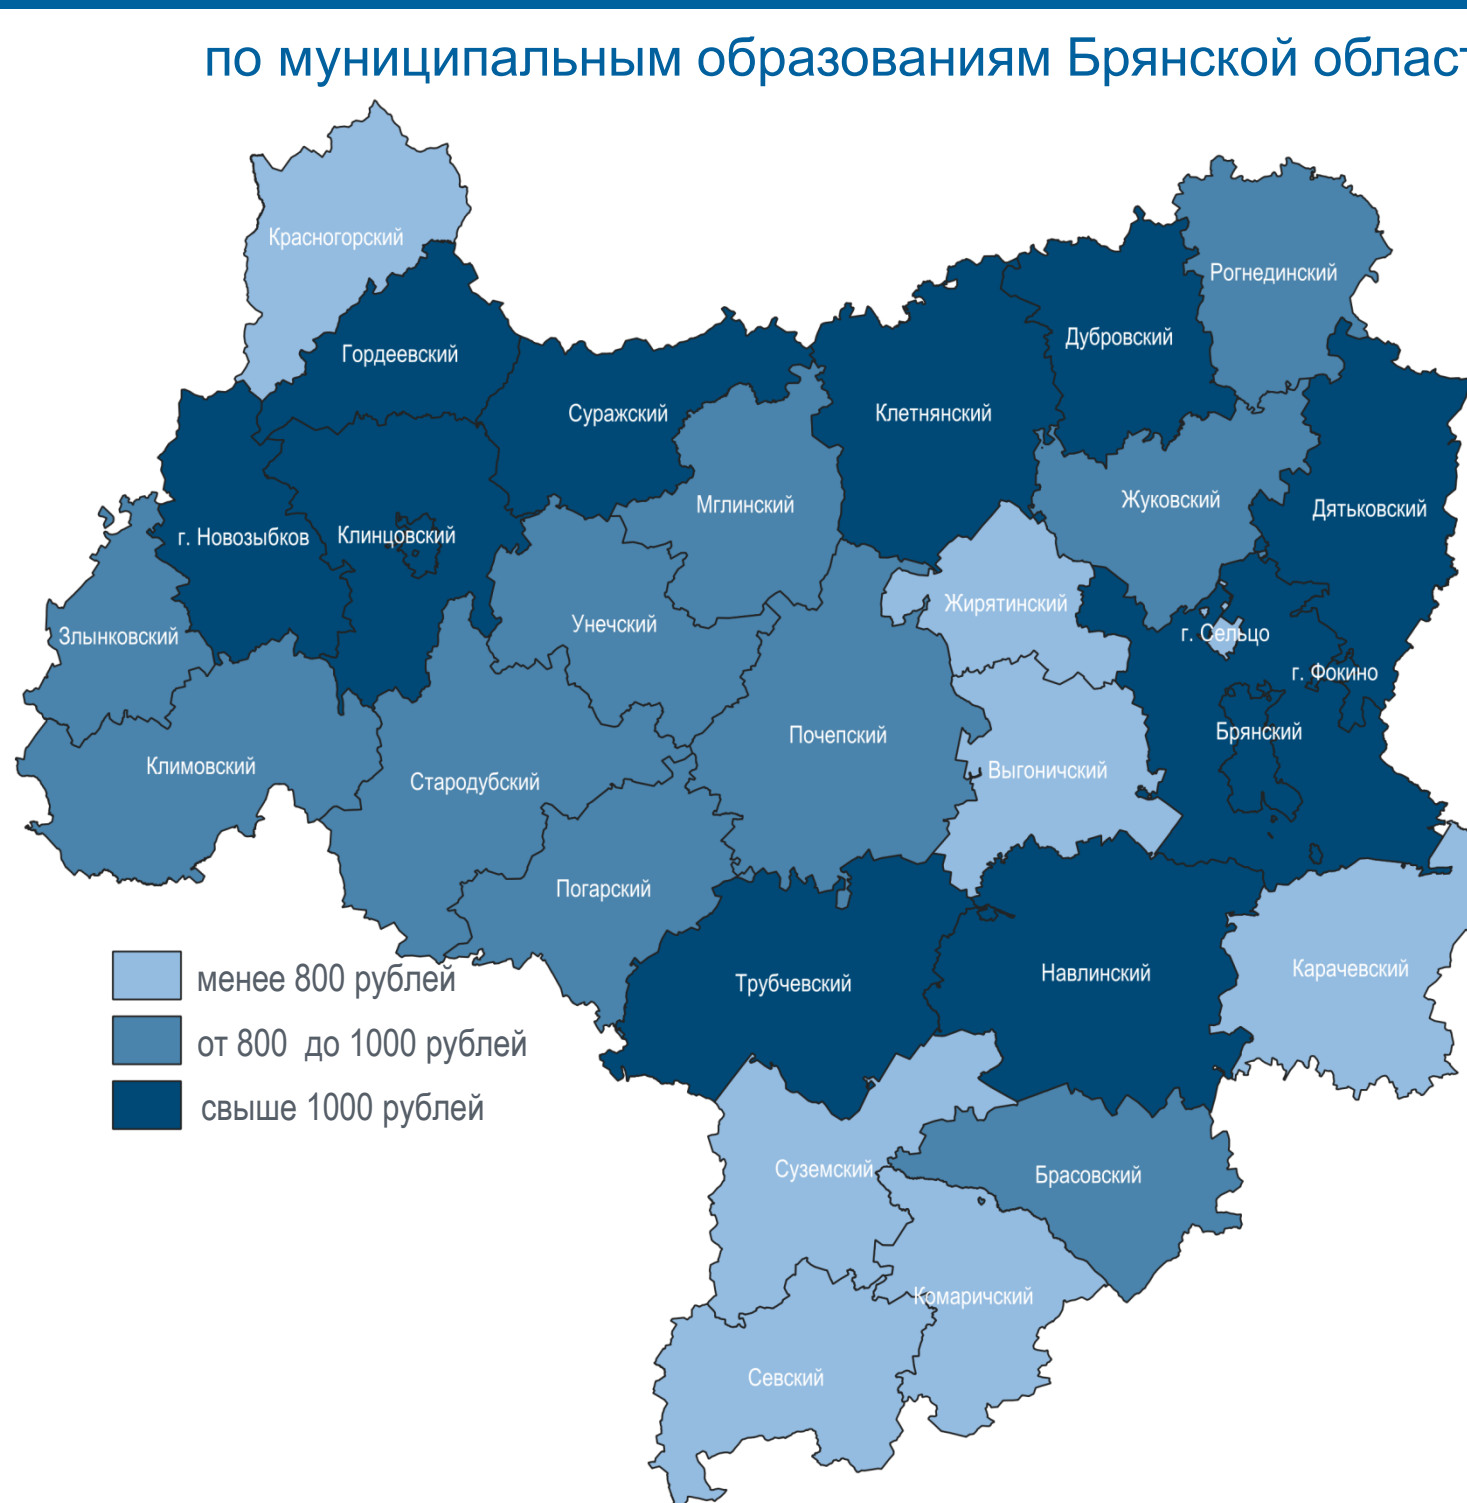 по муниципальным образованиям Брянской област
Красногорский
Рогнединский
Дубровский
Гордеевский
Суражский
Клетнянский
Мглинский
Жуковский
Дятьковский
г. Новозыбков
Клинцовский
Жирятинский
Унечский
Злынковский
г. Сельцо
г. Фокино
Брянский
Почепский
Климовский
Выгоничский
Стародубский
Погарский
Карачевский
Навлинский
Трубчевский
менее 800 рублей
от 800 до 1000 рублей
свыше 1000 рублей
Суземский
Брасовский
Комаричский
Севский